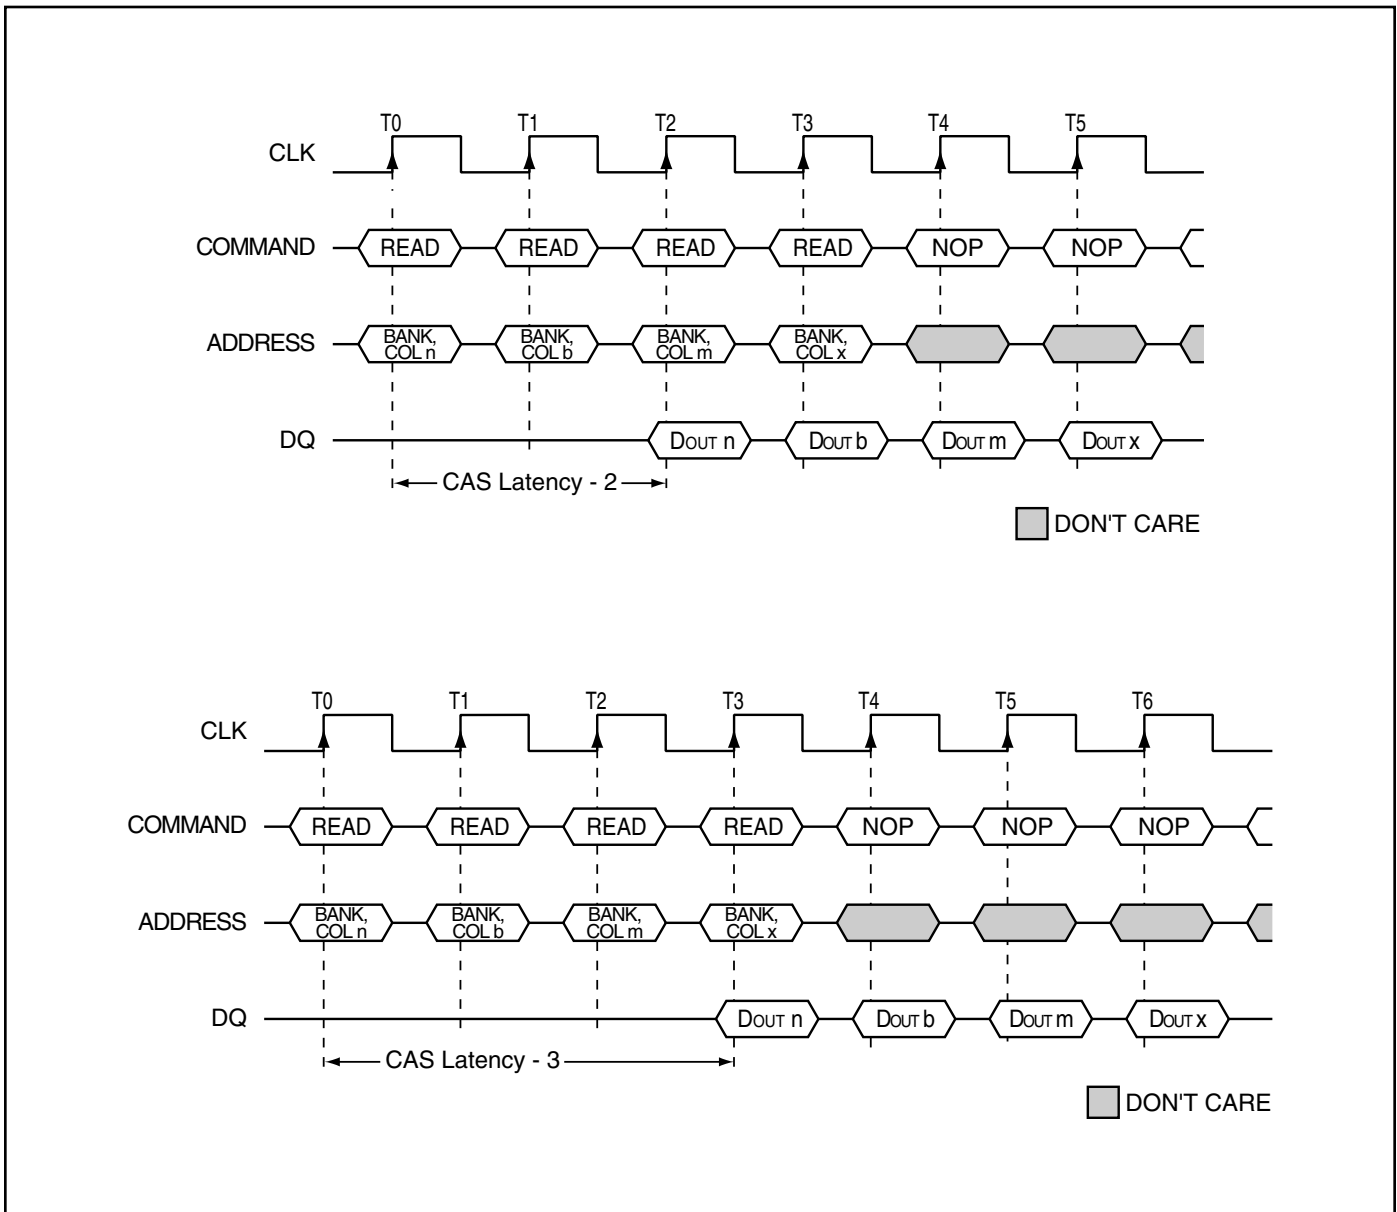 T0 T1 T2 T3 T4 T5
CLK
COMMAND READ READ READ READ NOP NOP
ADDRESS BANK, COL n BANK, COL b BANK, COL m BANK, COL x
DQ DOUT n DOUT b DOUT m DOUT x
CAS Latency - 2
DON'T CARE
T0 T1 T2 T3 T4 T5 T6
CLK
COMMAND READ READ READ READ NOP NOP NOP
ADDRESS BANK, COL n BANK, COL b BANK, COL m BANK, COL x
DQ DOUT n DOUT b DOUT m DOUT x
CAS Latency - 3
DON'T CARE